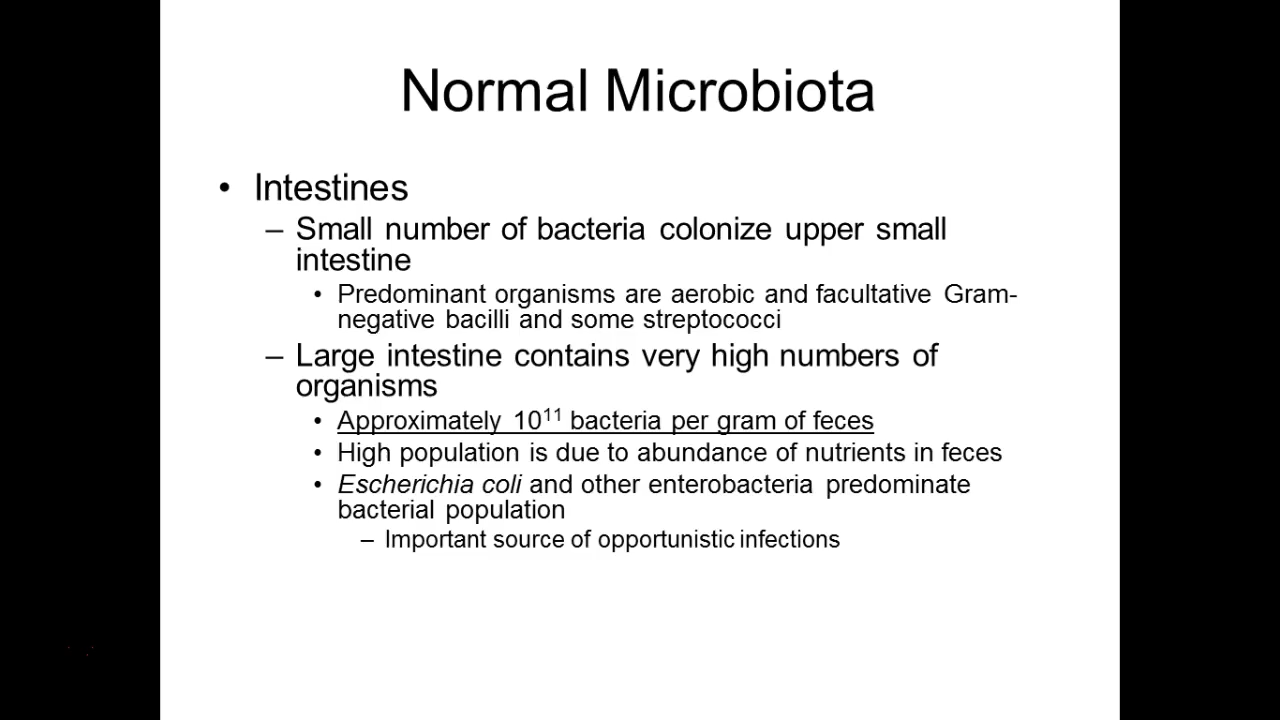 Normal Microbiota
• Intestines
– Small number of bacteria colonize upper small
intestine
• Predominant organisms are aerobic and facultative Gram-
negative bacilli and some streptococci
– Large intestine contains very high numbers of
organisms
• Approximately 10¹¹ bacteria per gram of feces
• High population is due to abundance of nutrients in feces
• Escherichia coli and other enterobacteria predominate
bacterial population
– Important source of opportunistic infections